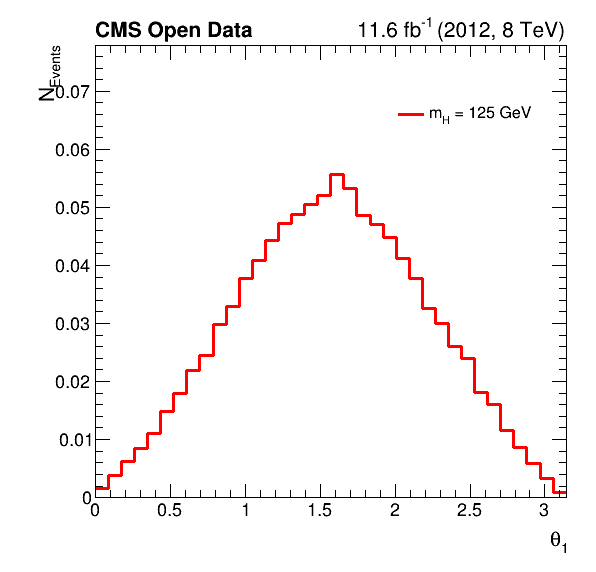 CMS Open Data 11.6 fb⁻¹ (2012, 8 TeV)
N_Events
0.07
m_H = 125 GeV
0.06
0.05
0.04
0.03
0.02
0.01
0
0 0.5 1 1.5 2 2.5 3
θ₁